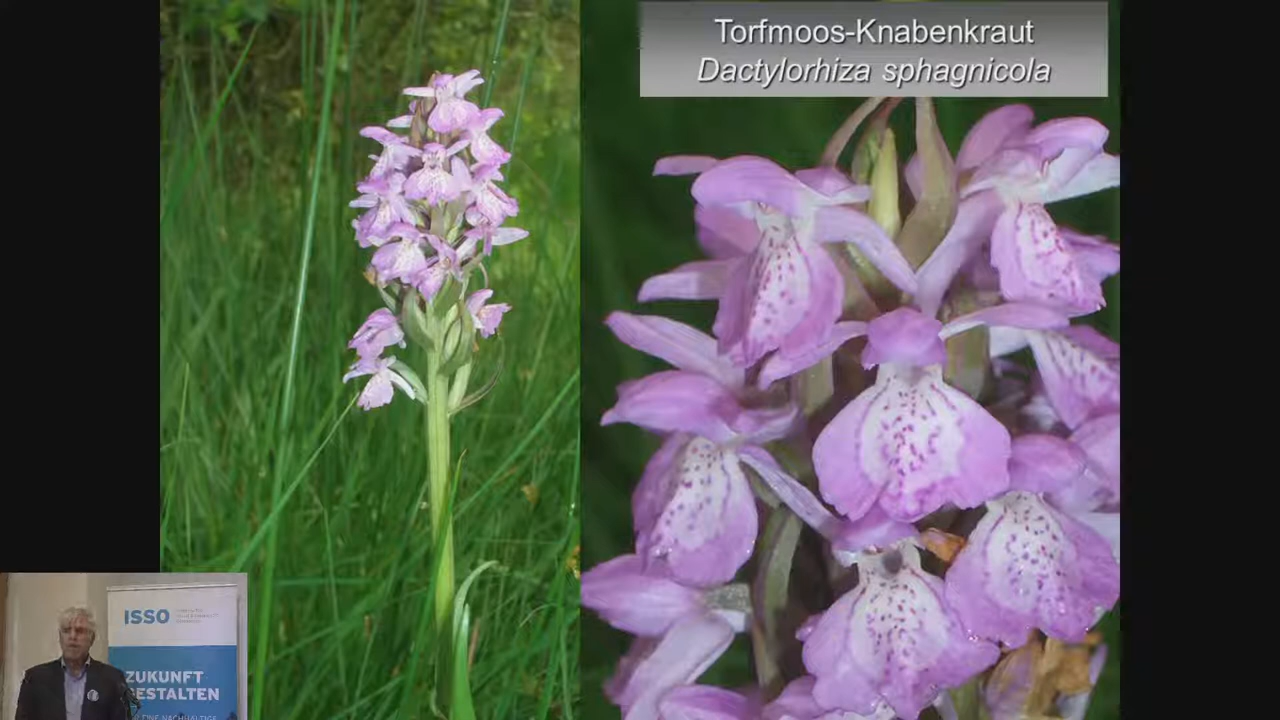 Torfmoos-Knabenkraut
Dactylorhiza sphagnicola
ISSO
ZUKUNFT
GESTALTEN